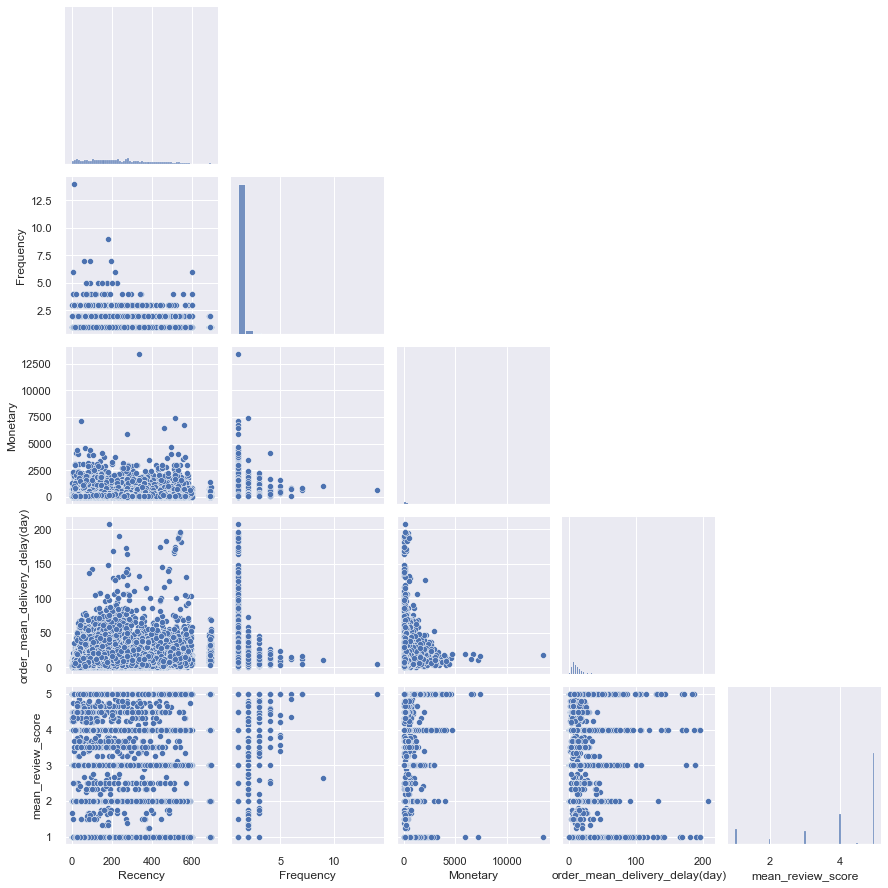 12.5
10.0
7.5
5.0
2.5
Frequency
12500
10000
7500
5000
2500
0
Monetary
200
150
100
50
0
order_mean_delivery_delay(day)
5
4
3
2
1
mean_review_score
0 200 400 600
5 10
0 5000 10000
0 100 200
2 4
Recency Frequency Monetary order_mean_delivery_delay(day) mean_review_score